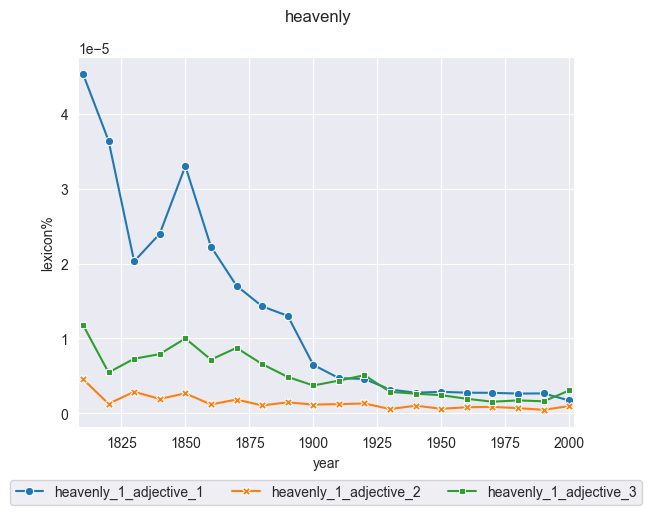 heavenly
1e−5
4
3
2
1
0
lexicon%
1825 1850 1875 1900 1925 1950 1975 2000
year
heavenly_1_adjective_1 heavenly_1_adjective_2 heavenly_1_adjective_3